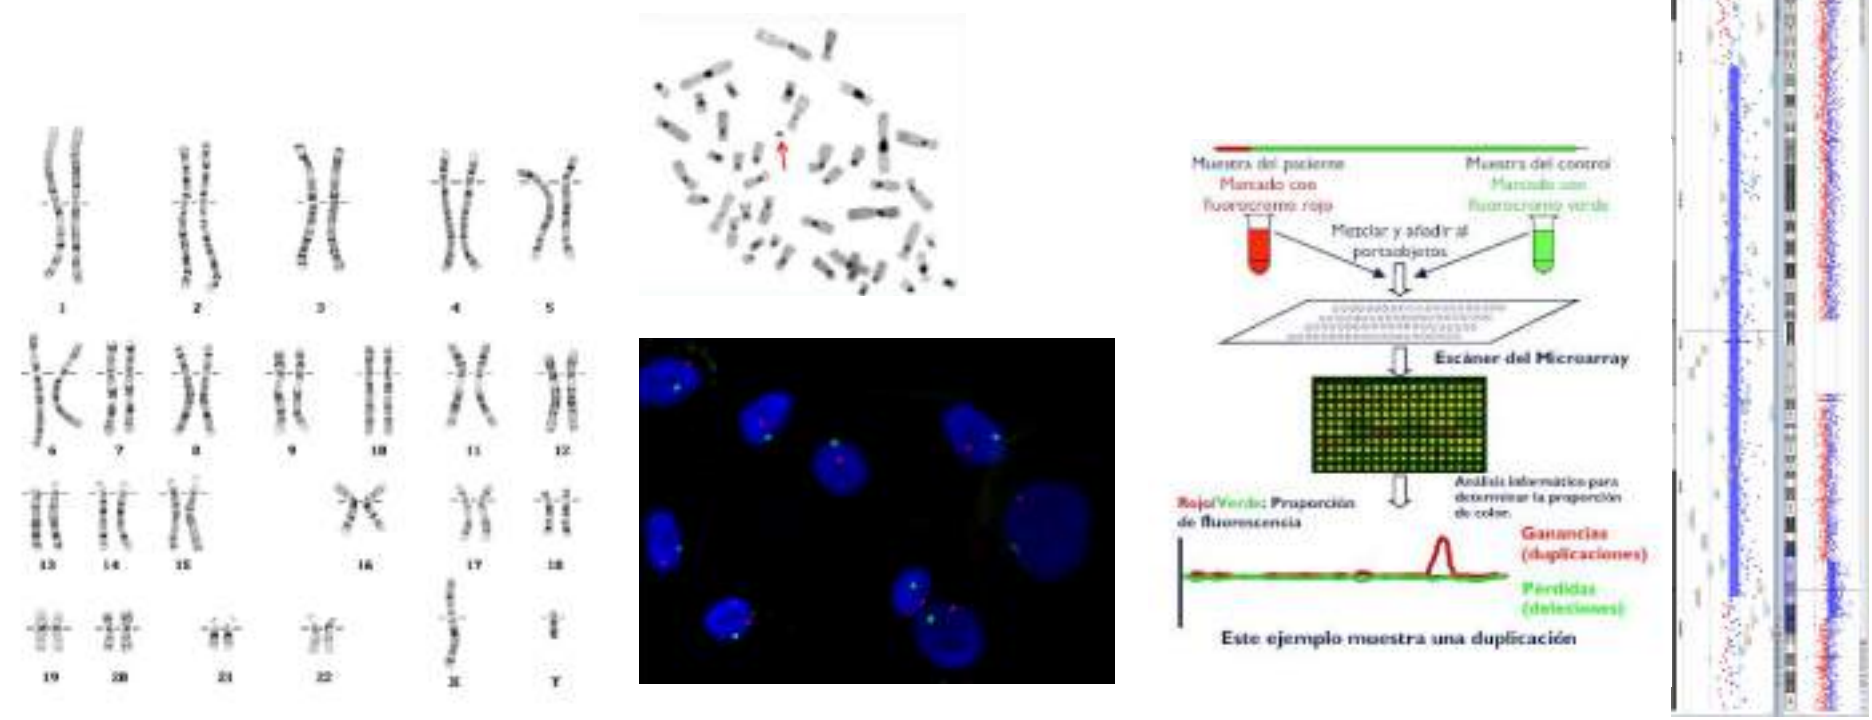 1 2 3 4 5
6 7 8 9 10 11 12
13 14 15 16 17 18
19 20 21 22 X Y
Muestra del paciente
Marcado con
fluorocromo rojo
Muestra del control
Marcado con
fluorocromo verde
Mezclar y añadir al
portaobjetos
Escáner del Microarray
Análisis informático para
determinar la proporción
de color.
Rojo/Verde: Proporción
de fluorescencia
Ganancias
(duplicaciones)
Pérdidas
(deleciones)
Este ejemplo muestra una duplicación